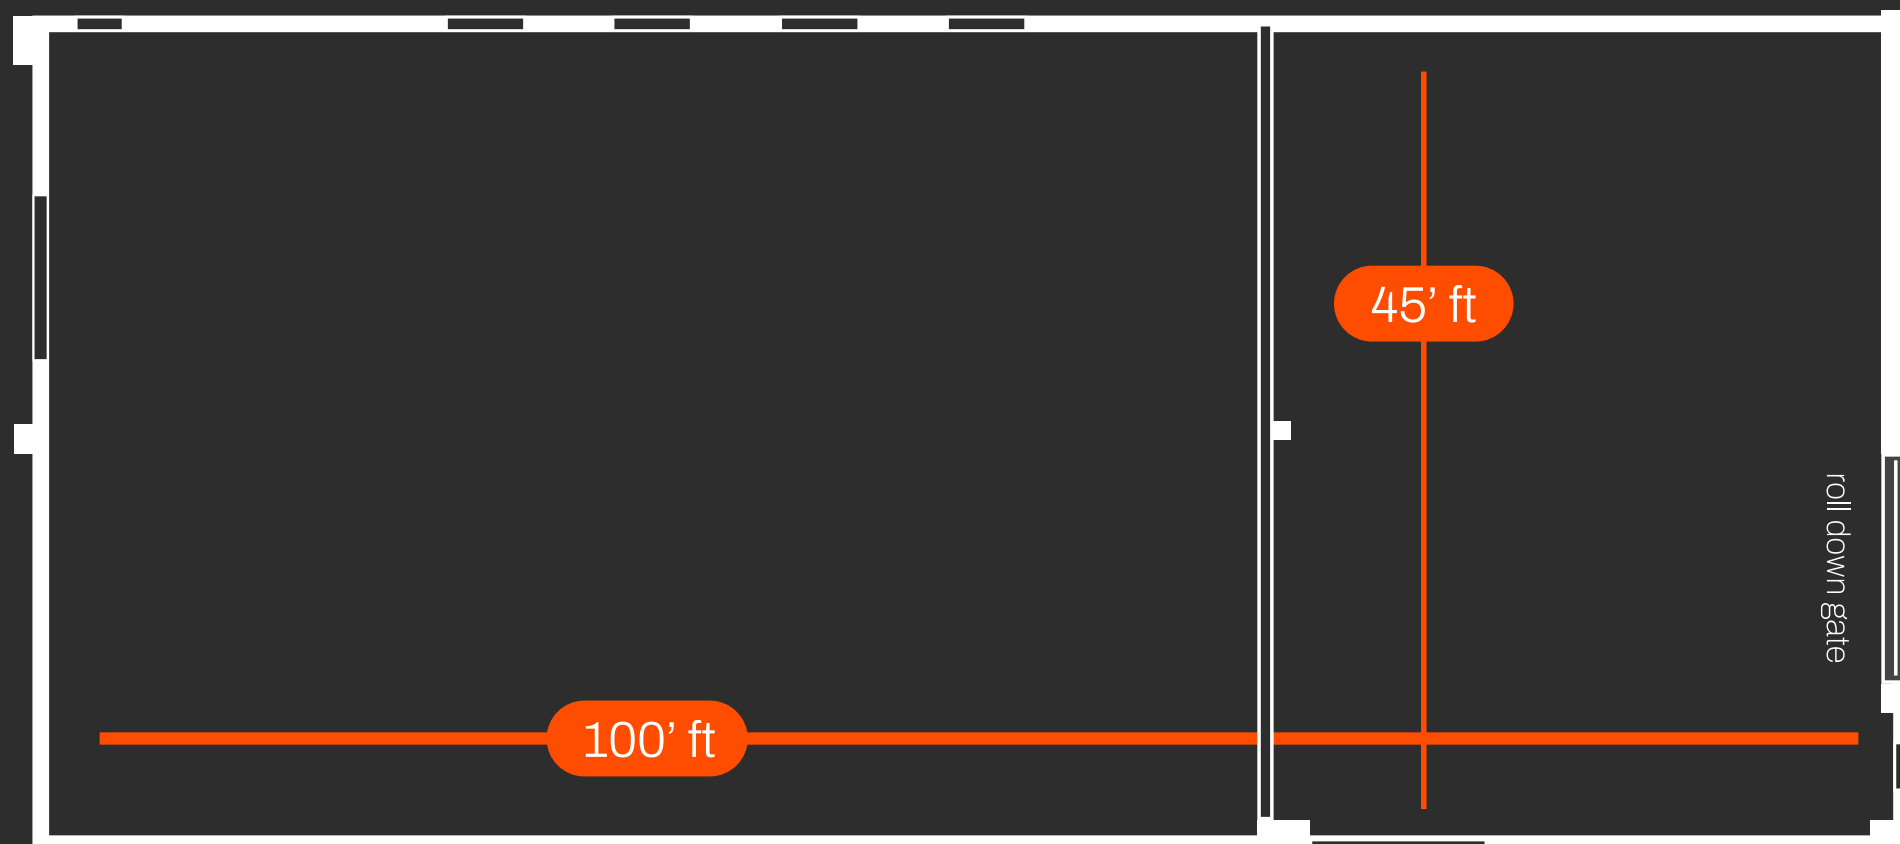 45’ ft
roll down gate
100’ ft